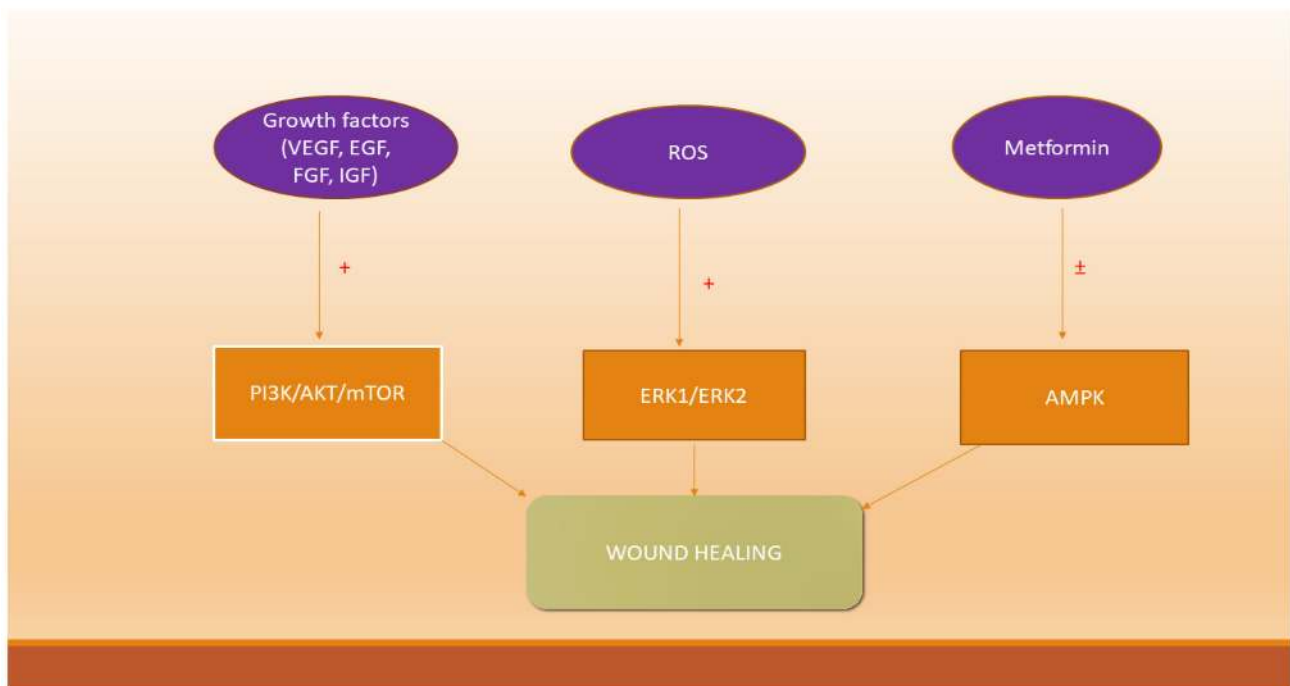 Growth factors
(VEGF, EGF,
FGF, IGF)
ROS
Metformin
+
+
±
PI3K/AKT/mTOR
ERK1/ERK2
AMPK
WOUND HEALING